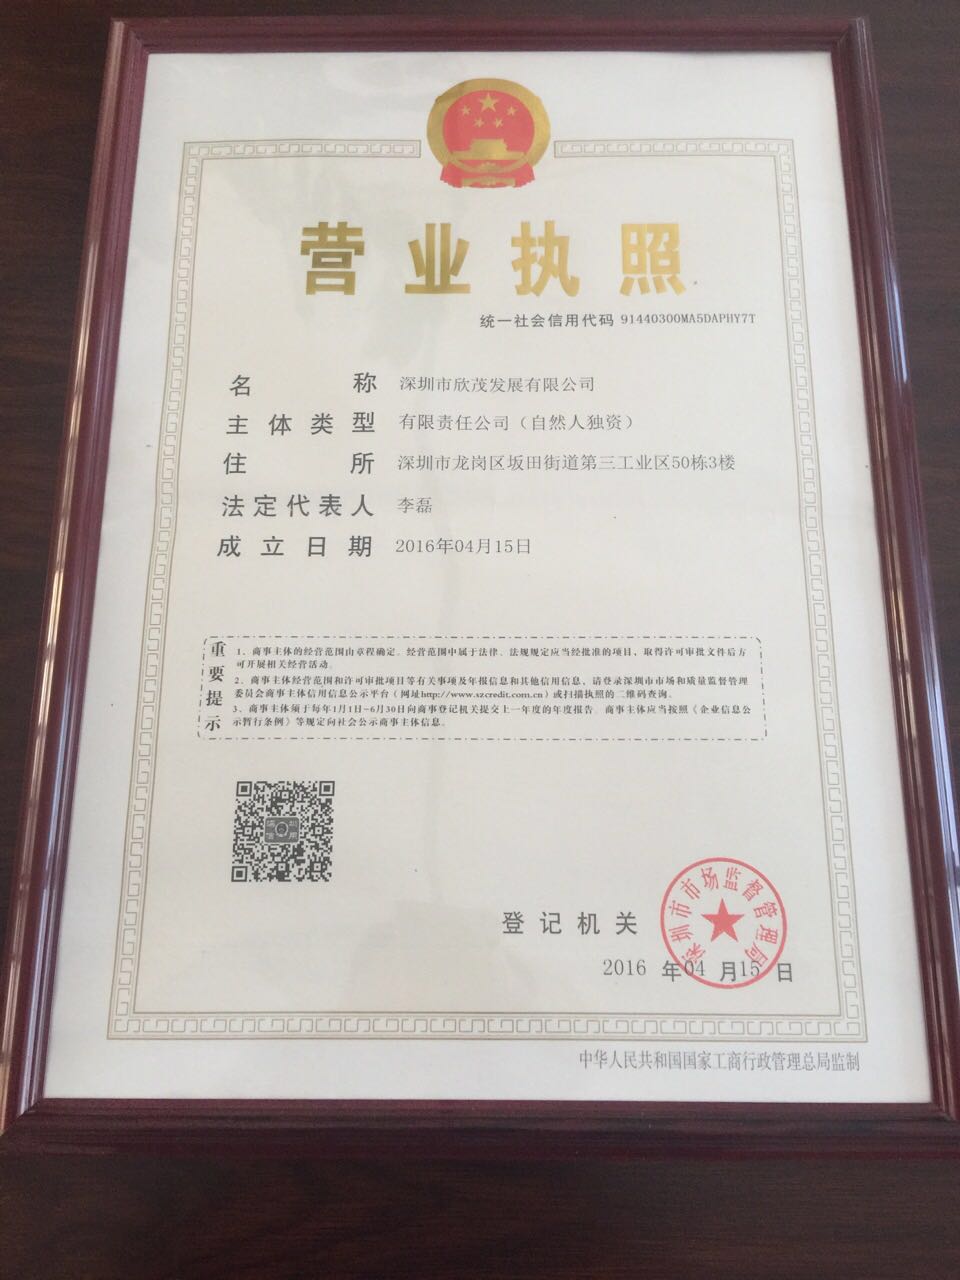 营业执照
统一社会信用代码 91440300MA5DAPHY7T
名称 深圳市欣茂发展有限公司
主体类型 有限责任公司（自然人独资）
住所 深圳市龙岗区坂田街道第三工业区50栋3楼
法定代表人 李磊
成立日期 2016年04月15日
重要提示
1、商事主体的经营范围由章程确定。经营范围中属于法律、法规规定应当经批准的项目，取得许可审批文件后方
可开展相关经营活动。
2、商事主体经营范围和许可审批项目等有关事项及年报信息和其他信用信息，请登录深圳市市场和质量监督管理
委员会商事主体信用信息公示平台（网址http://www.szcredit.com.cn）或扫描执照的二维码查询。
3、商事主体须于每年1月1日-6月30日向商事登记机关提交上一年度的年度报告。商事主体应当按照《企业信息公
示暂行条例》等规定向社会公示商事主体信息。
登记机关
深圳市市场监督管理局
2016 年04 月15 日
中华人民共和国国家工商行政管理总局监制